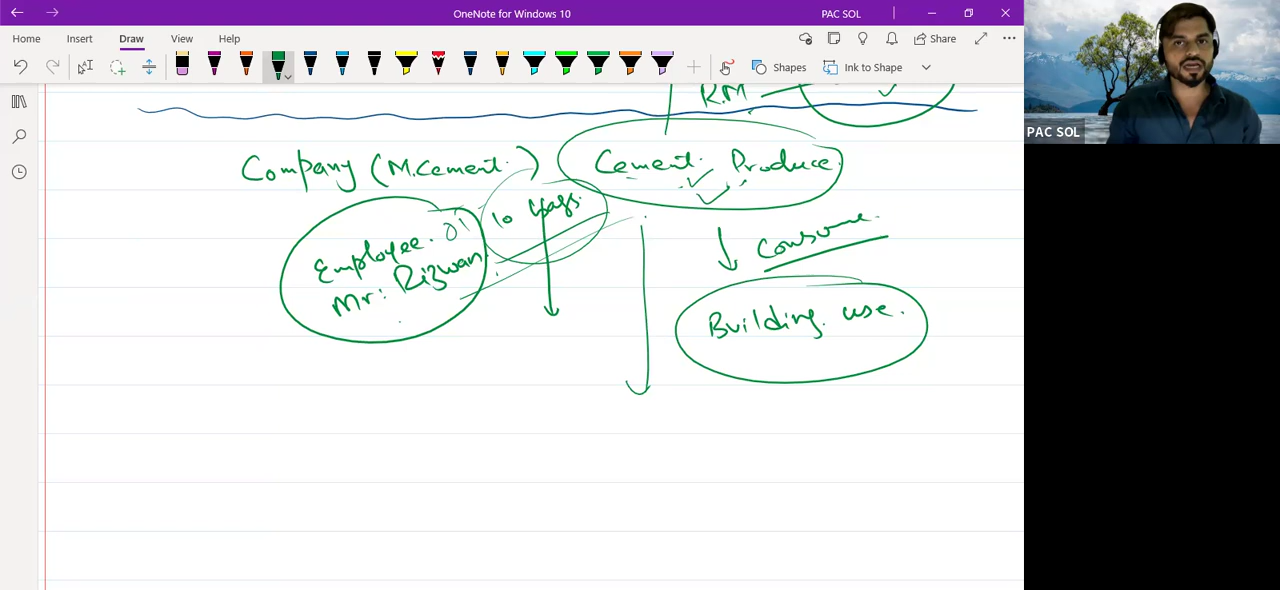 OneNote for Windows 10
PAC SOL
Home Insert Draw View Help
Share
Shapes
Ink to Shape
PAC SOL
R.M
Company (M.Cement.) Cement. Produce.
10
Employee. 01
Mr: Rizwan.
Consume.
Building. use.